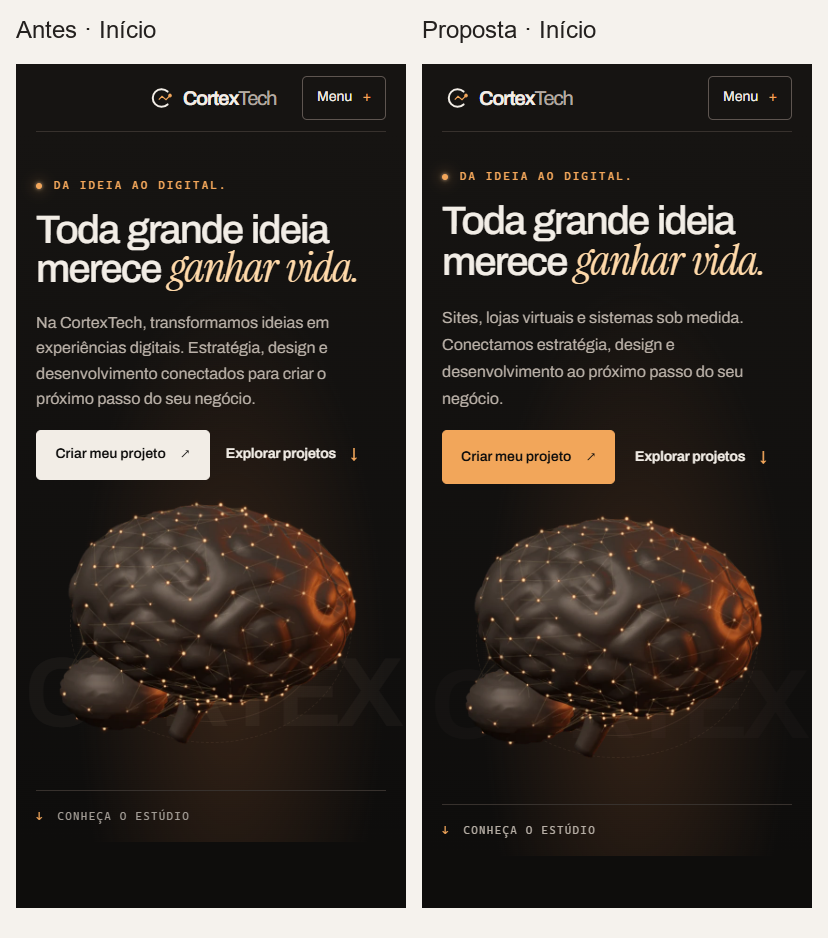 Antes · Início
CortexTech
Menu +
DA IDEIA AO DIGITAL.
Toda grande ideia
merece ganhar vida.
Na CortexTech, transformamos ideias em
experiências digitais. Estratégia, design e
desenvolvimento conectados para criar o
próximo passo do seu negócio.
Criar meu projeto ↗
Explorar projetos ↓
CORTEX
↓ CONHEÇA O ESTÚDIO
Proposta · Início
CortexTech
Menu +
DA IDEIA AO DIGITAL.
Toda grande ideia
merece ganhar vida.
Sites, lojas virtuais e sistemas sob medida.
Conectamos estratégia, design e
desenvolvimento ao próximo passo do seu
negócio.
Criar meu projeto ↗
Explorar projetos ↓
CORTEX
↓ CONHEÇA O ESTÚDIO